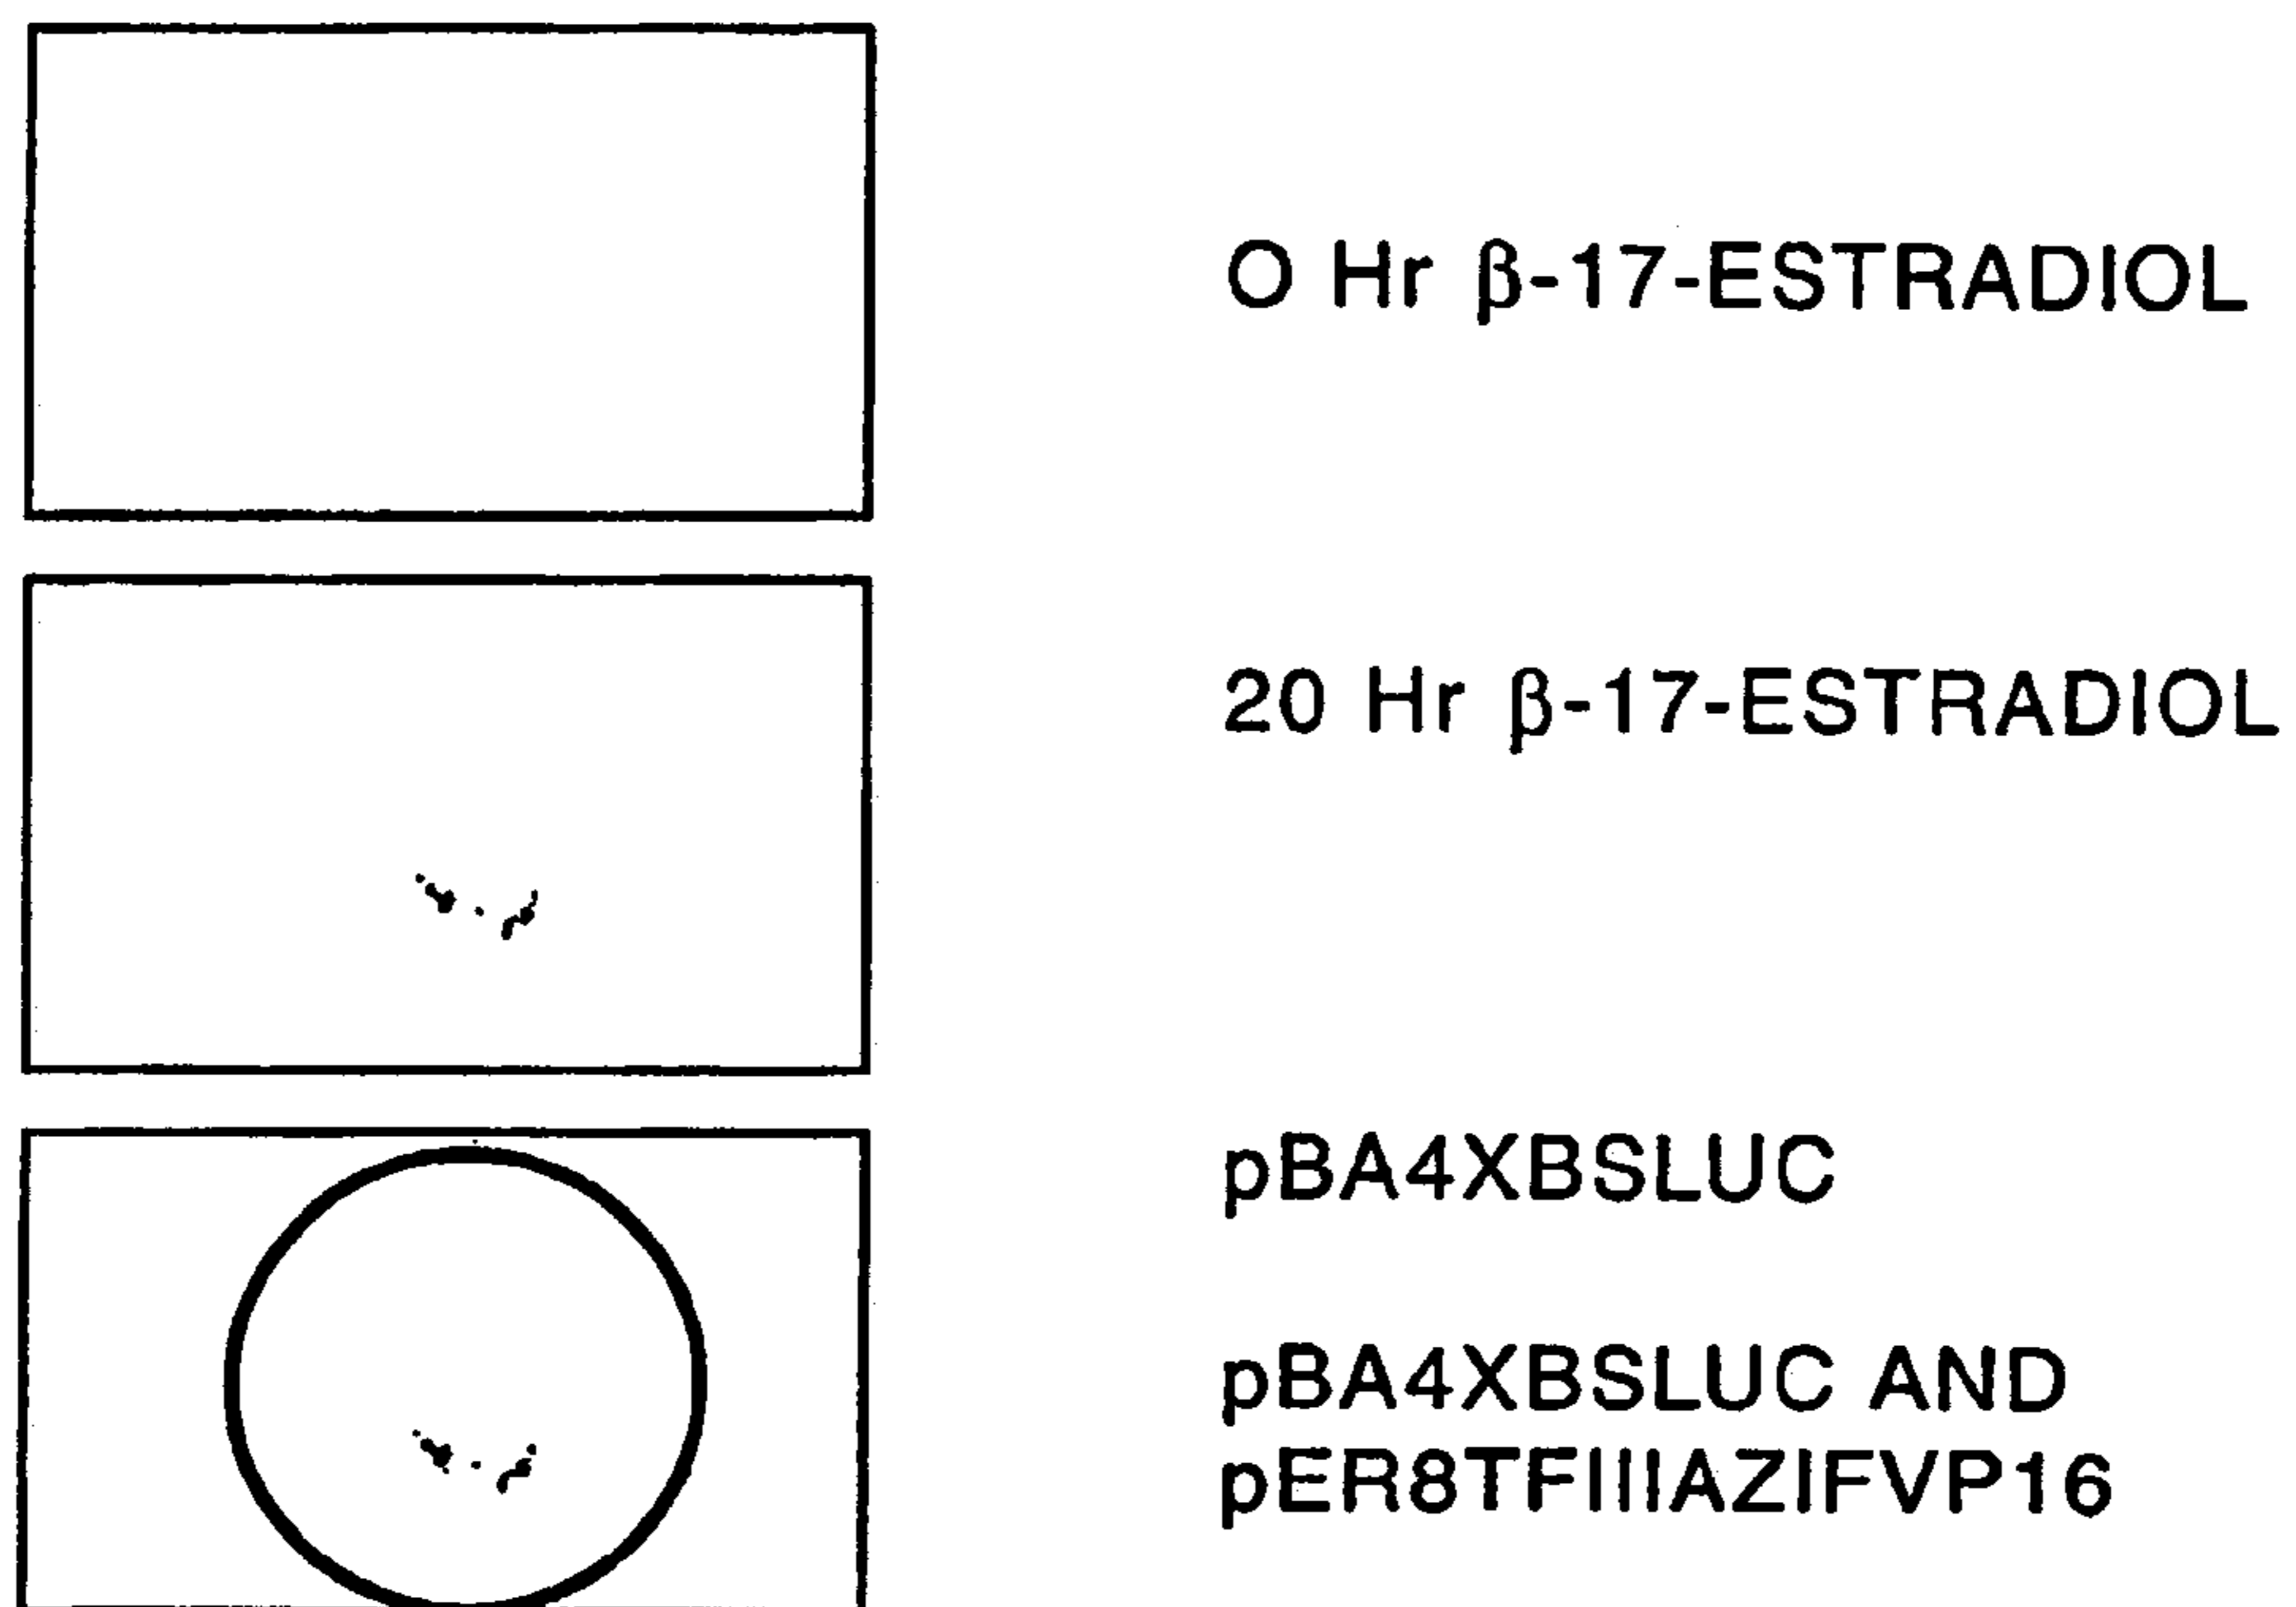 O Hr β-17-ESTRADIOL
20 Hr β-17-ESTRADIOL
pBA4XBSLUC
pBA4XBSLUC AND
pER8TFIIIAZIFVP16